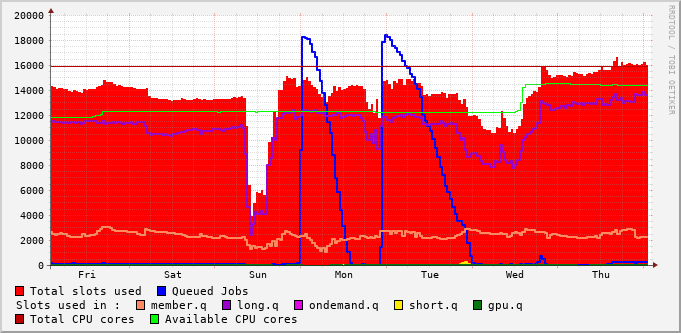 20000
18000
16000
14000
12000
10000
8000
6000
4000
2000
0
Fri Sat Sun Mon Tue Wed Thu
RRDTOOL / TOBI OETIKER
Total slots used Queued Jobs
Slots used in : member.q long.q ondemand.q short.q gpu.q
Total CPU cores Available CPU cores